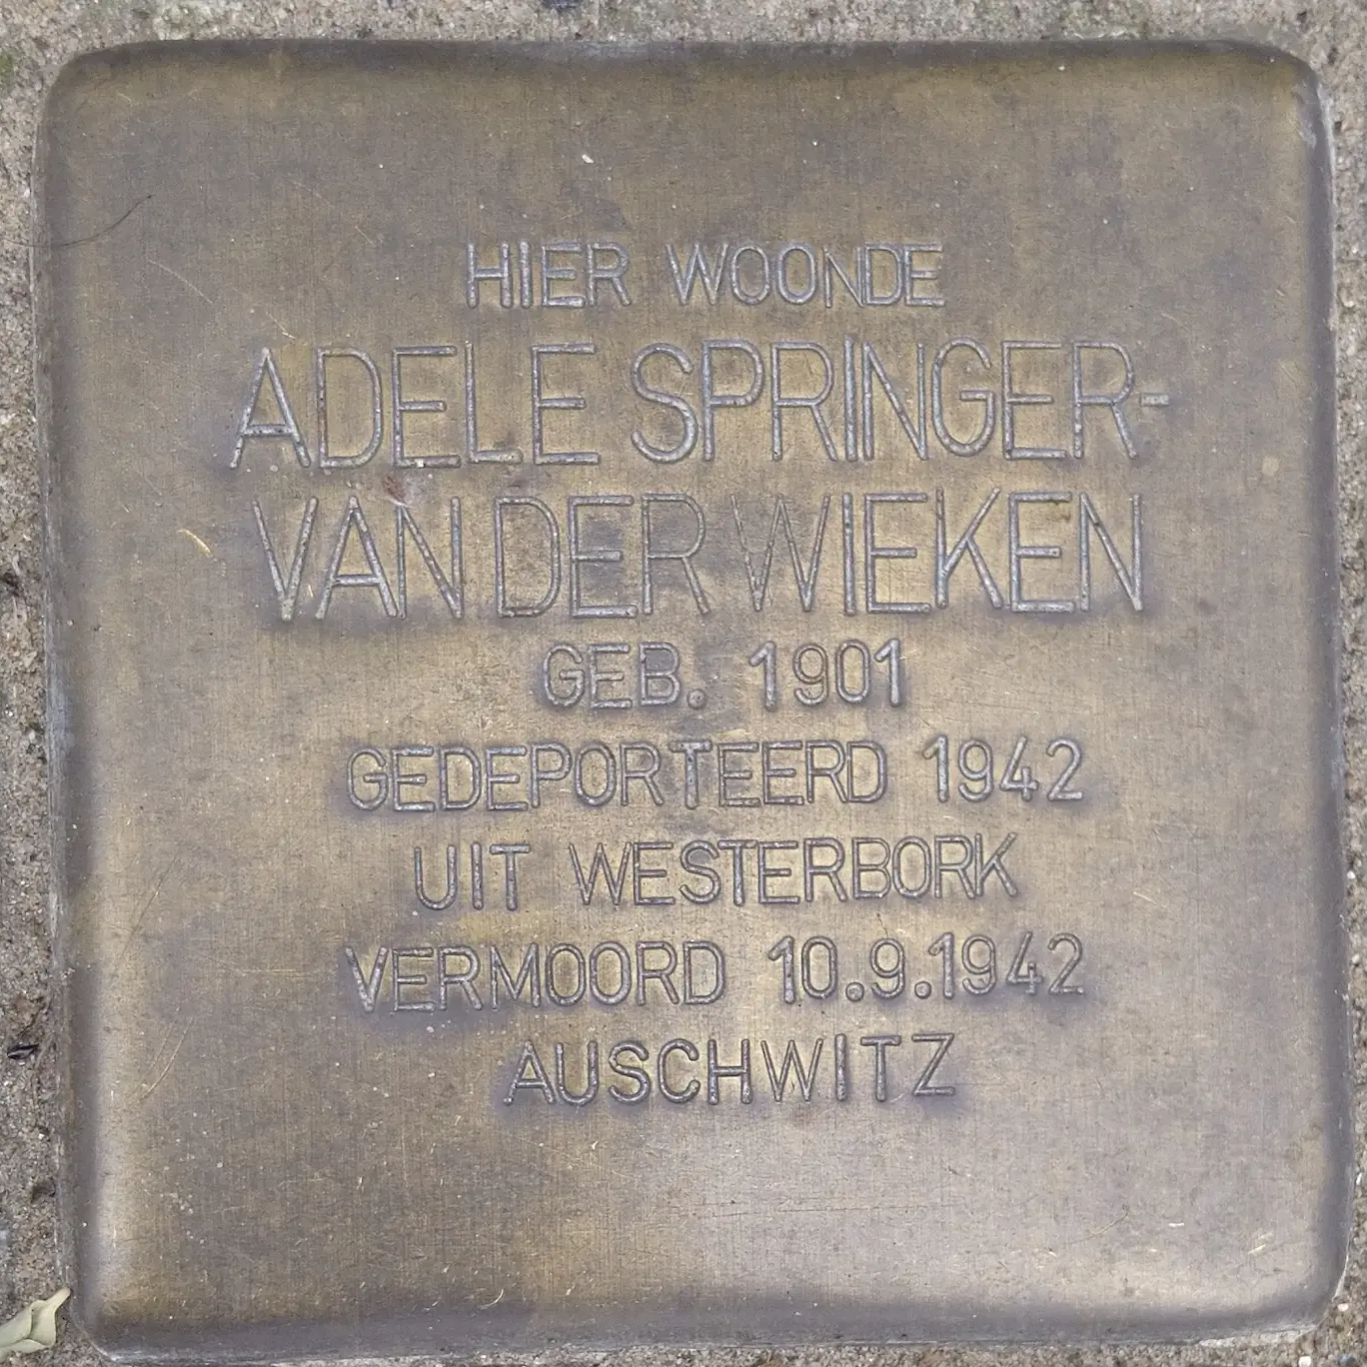 HIER WOONDE
ADELE SPRINGER-
VAN DER WIEKEN
GEB. 1901
GEDEPORTEERD 1942
UIT WESTERBORK
VERMOORD 10.9.1942
AUSCHWITZ